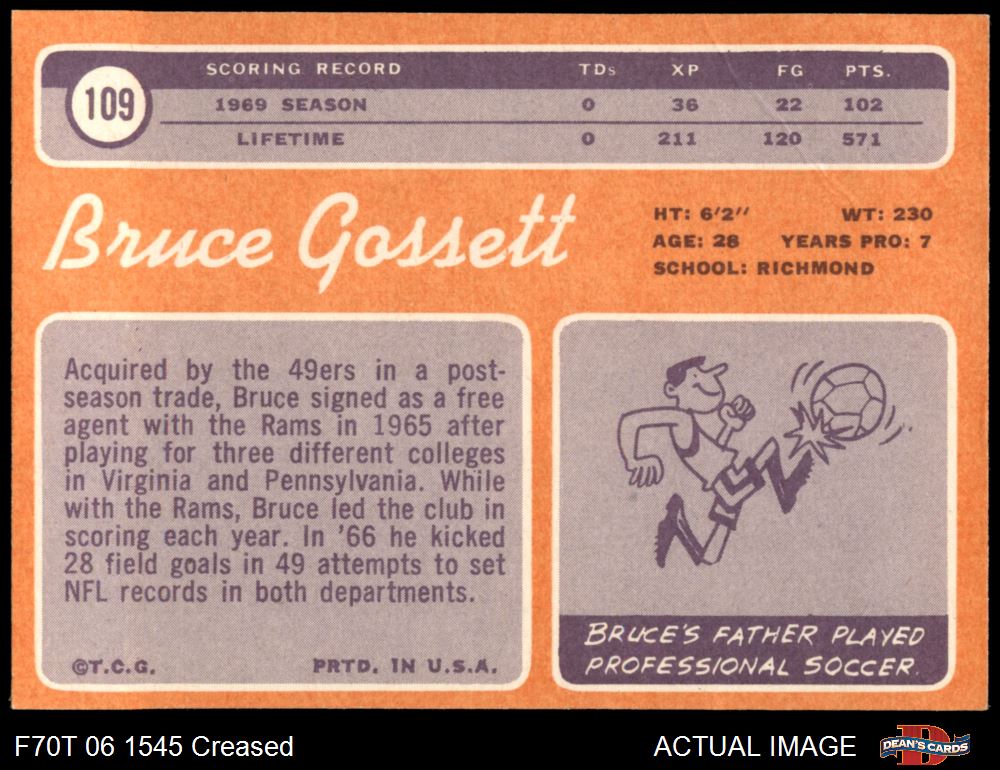 SCORING RECORD TDs XP FG PTS.
109
1969 SEASON 0 36 22 102
LIFETIME 0 211 120 571
Bruce Gossett
HT: 6'2" WT: 230
AGE: 28 YEARS PRO: 7
SCHOOL: RICHMOND
Acquired by the 49ers in a post-
season trade, Bruce signed as a free
agent with the Rams in 1965 after
playing for three different colleges
in Virginia and Pennsylvania. While
with the Rams, Bruce led the club in
scoring each year. In '66 he kicked
28 field goals in 49 attempts to set
NFL records in both departments.
©T.C.G. PRTD. IN U.S.A.
BRUCE'S FATHER PLAYED
PROFESSIONAL SOCCER.
F70T 06 1545 Creased
ACTUAL IMAGE
D
DEAN'S CARDS